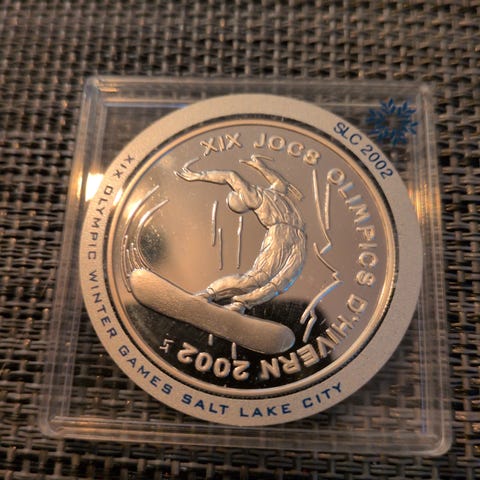 XIX JOCS OLIMPICS D'HIVERN 2002
SLC 2002
XIX OLYMPIC WINTER GAMES SALT LAKE CITY